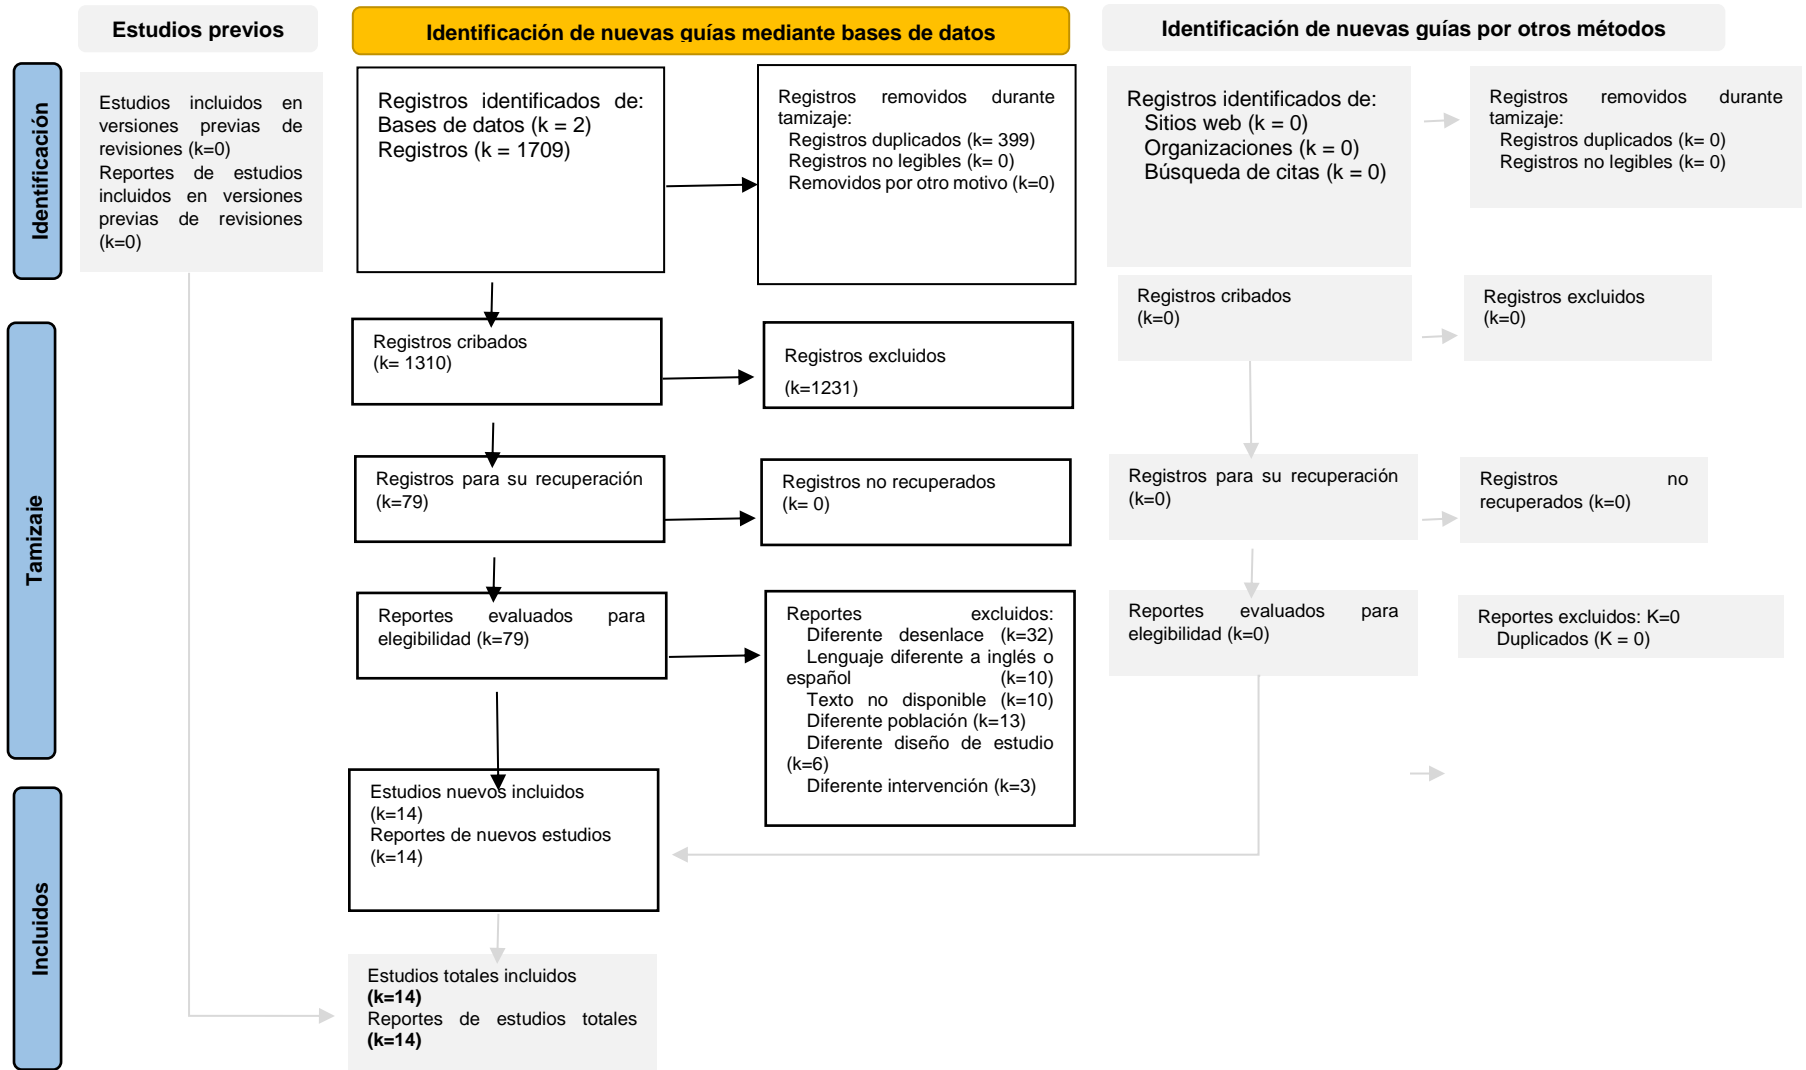 Estudios previos
Identificación de nuevas guías mediante bases de datos
Identificación de nuevas guías por otros métodos
Identificación
Estudios incluidos en
versiones previas de
revisiones (k=0)
Reportes de estudios
incluidos en versiones
previas de revisiones
(k=0)
Registros identificados de:
Bases de datos (k = 2)
Registros (k = 1709)
Registros removidos durante
tamizaje:
Registros duplicados (k= 399)
Registros no legibles (k= 0)
Removidos por otro motivo (k=0)
Registros identificados de:
Sitios web (k = 0)
Organizaciones (k = 0)
Búsqueda de citas (k = 0)
Registros removidos durante
tamizaje:
Registros duplicados (k= 0)
Registros no legibles (k= 0)
Tamizaje
Registros cribados
(k= 1310)
Registros excluidos
(k=1231)
Registros cribados
(k=0)
Registros excluidos
(k=0)
Registros para su recuperación
(k=79)
Registros no recuperados
(k= 0)
Registros para su recuperación
(k=0)
Registros no
recuperados (k=0)
Reportes evaluados para
elegibilidad (k=79)
Reportes excluidos:
Diferente desenlace (k=32)
Lenguaje diferente a inglés o
español (k=10)
Texto no disponible (k=10)
Diferente población (k=13)
Diferente diseño de estudio
(k=6)
Diferente intervención (k=3)
Reportes evaluados para
elegibilidad (k=0)
Reportes excluidos: K=0
Duplicados (K = 0)
Incluidos
Estudios nuevos incluidos
(k=14)
Reportes de nuevos estudios
(k=14)
Estudios totales incluidos
(k=14)
Reportes de estudios totales
(k=14)